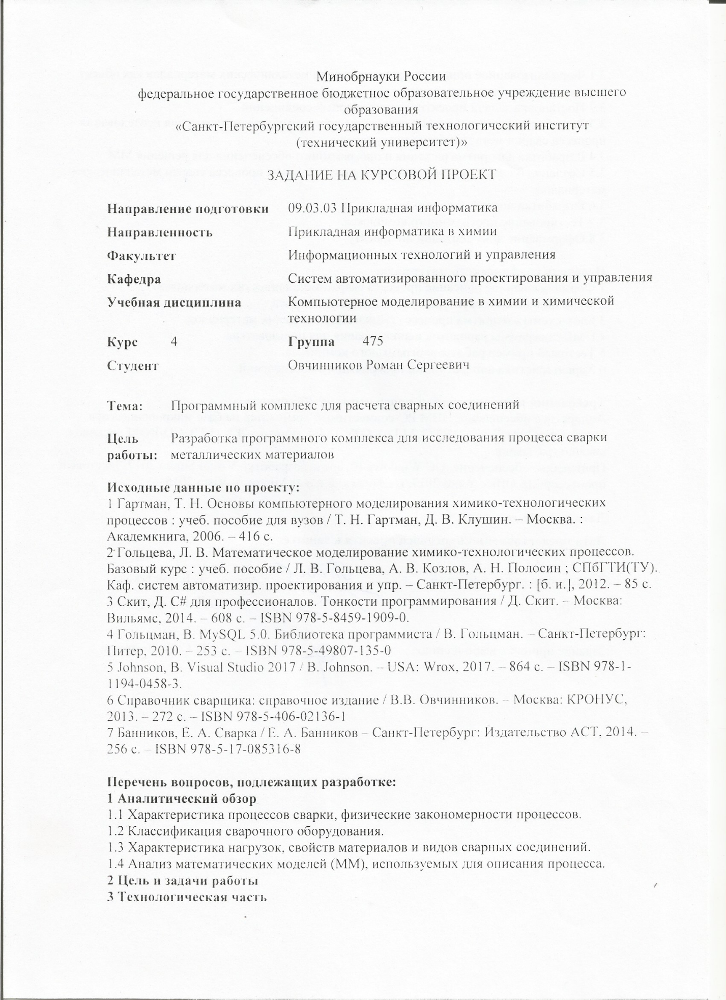 Минобрнауки России
федеральное государственное бюджетное образовательное учреждение высшего
образования
«Санкт-Петербургский государственный технологический институт
(технический университет)»
ЗАДАНИЕ НА КУРСОВОЙ ПРОЕКТ
Направление подготовки 09.03.03 Прикладная информатика
Направленность Прикладная информатика в химии
Факультет Информационных технологий и управления
Кафедра Систем автоматизированного проектирования и управления
Учебная дисциплина Компьютерное моделирование в химии и химической
технологии
Курс 4 Группа 475
Студент Овчинников Роман Сергеевич
Тема: Программный комплекс для расчета сварных соединений
Цель Разработка программного комплекса для исследования процесса сварки
работы: металлических материалов
Исходные данные по проекту:
1 Гартман, Т. Н. Основы компьютерного моделирования химико-технологических
процессов : учеб. пособие для вузов / Т. Н. Гартман, Д. В. Клушин. – Москва. :
Академкнига, 2006. – 416 с.
2 Гольцева, Л. В. Математическое моделирование химико-технологических процессов.
Базовый курс : учеб. пособие / Л. В. Гольцева, А. В. Козлов, А. Н. Полосин ; СПбГТИ(ТУ).
Каф. систем автоматизир. проектирования и упр. – Санкт-Петербург. : [б. и.], 2012. – 85 с.
3 Скит, Д. C# для профессионалов. Тонкости программирования / Д. Скит. – Москва:
Вильямс, 2014. – 608 с. – ISBN 978-5-8459-1909-0.
4 Гольцман, В. MySQL 5.0. Библиотека программиста / В. Гольцман. – Санкт-Петербург:
Питер, 2010. – 253 с. – ISBN 978-5-49807-135-0
5 Johnson, B. Visual Studio 2017 / B. Johnson. – USA: Wrox, 2017. – 864 с. – ISBN 978-1-
1194-0458-3.
6 Справочник сварщика: справочное издание / В.В. Овчинников. – Москва: КРОНУС,
2013. – 272 с. – ISBN 978-5-406-02136-1
7 Банников, Е. А. Сварка / Е. А. Банников – Санкт-Петербург: Издательство АСТ, 2014. –
256 с. – ISBN 978-5-17-085316-8
Перечень вопросов, подлежащих разработке:
1 Аналитический обзор
1.1 Характеристика процессов сварки, физические закономерности процессов.
1.2 Классификация сварочного оборудования.
1.3 Характеристика нагрузок, свойств материалов и видов сварных соединений.
1.4 Анализ математических моделей (ММ), используемых для описания процесса.
2 Цель и задачи работы
3 Технологическая часть